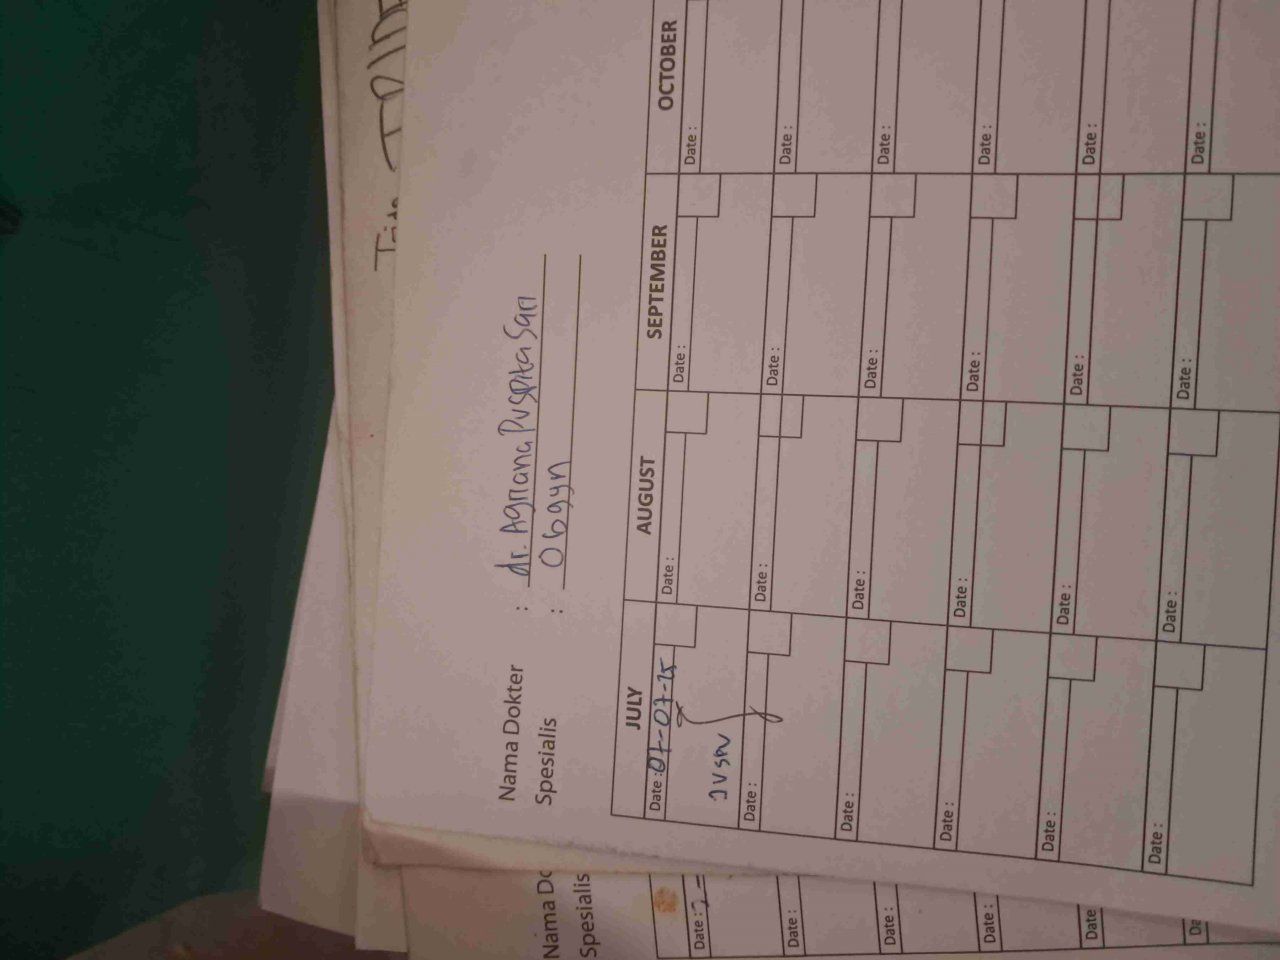 Nama Dokter : dr. Agriana Puspita Sari
Spesialis : Obgyn
JULY AUGUST SEPTEMBER OCTOBER
Date : 07-07-25 Date : Date : Date :
Date : Date : Date : Date :
Date : Date : Date : Date :
Date : Date : Date : Date :
Date : Date : Date : Date :
Date : Date : Date : Date :
Spesialis
Date :
Date :
Date :
Date :
Date